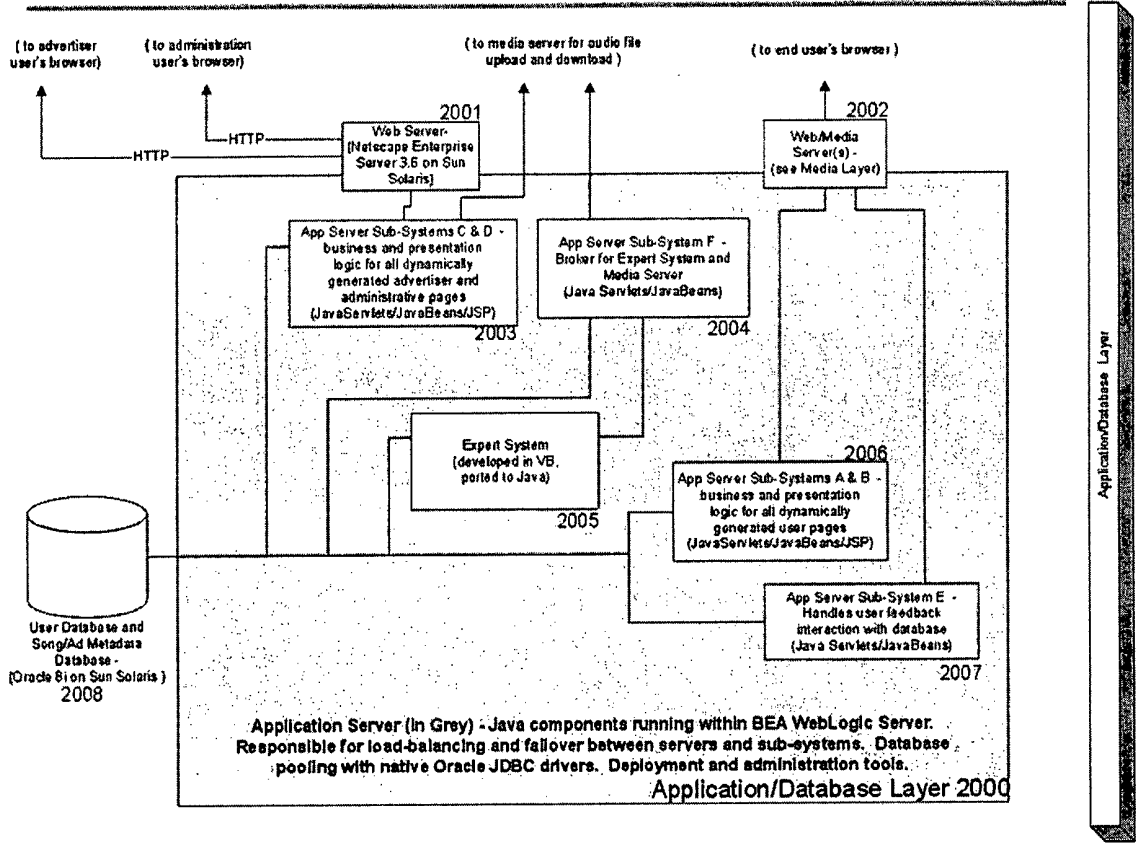 ( to advertiser
user's browser)
( to administration
user's browser)
( to media server for audio file
upload and download )
( to end user's browser )
2001
2002
HTTP
HTTP
Web Server-
(Netscape Enterprise
Server 3.6 on Sun
Solaris)
Web/Media
Server(s) -
(see Media Layer)
App Server Sub-Systems C & D -
business and presentation
logic for all dynamically
generated advertiser and
administrative pages
(JavaServlets/JavaBeans/JSP)
2003
App Server Sub-System F -
Broker for Expert System and
Media Server
(Java Servlets/JavaBeans)
2004
Application/Database Layer
Expert System
(developed in VB,
ported to Java)
2005
2006
App Server Sub-Systems A & B -
business and presentation
logic for all dynamically
generated user pages
(JavaServlets/JavaBeans/JSP)
App Server Sub-System E -
Handles user feedback
interaction with database
(Java Servlets/JavaBeans)
2007
User Database and
Song/Ad Metadata
Database -
(Oracle 8i on Sun Solaris )
2008
Application Server (in Grey) - Java components running within BEA WebLogic Server.
Responsible for load-balancing and failover between servers and sub-systems. Database
pooling with native Oracle JDBC drivers. Deployment and administration tools.
Application/Database Layer 2000